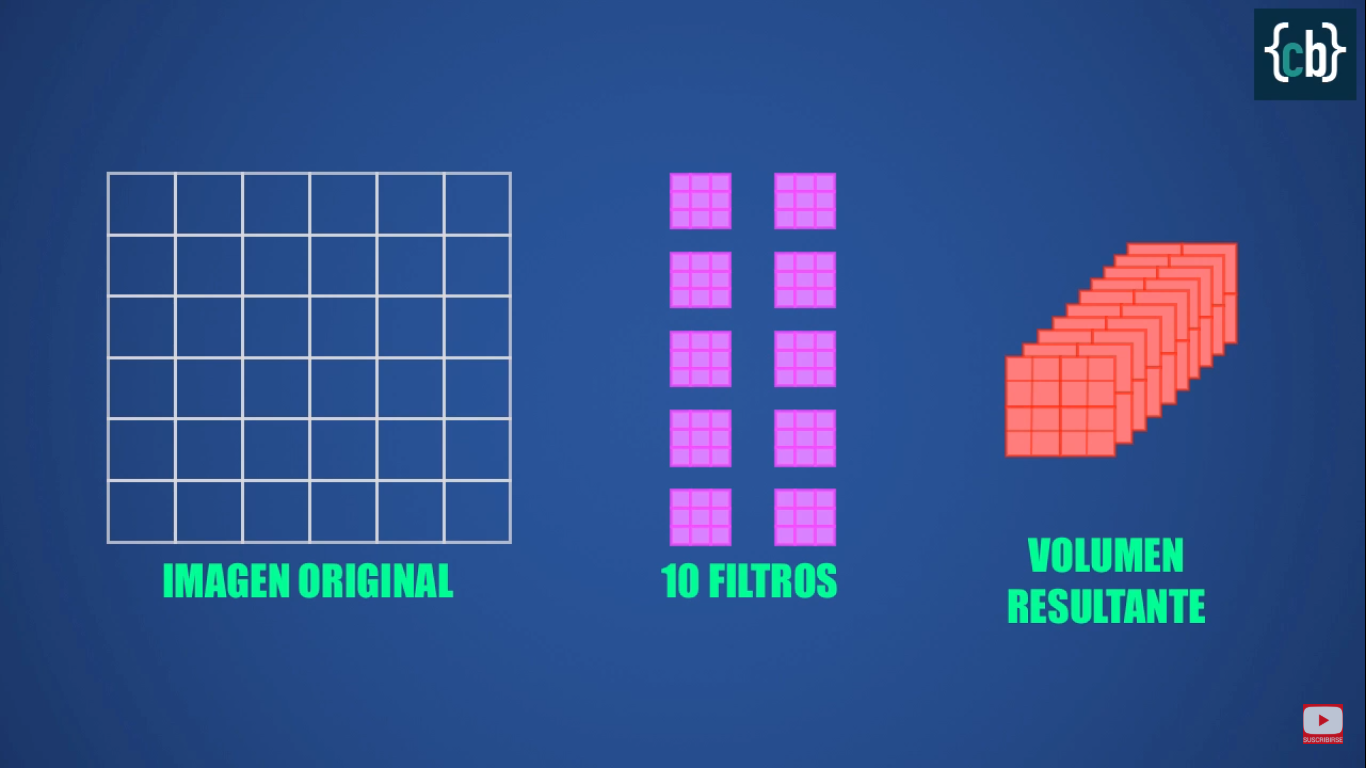 {cb}
IMAGEN ORIGINAL
10 FILTROS
VOLUMEN
RESULTANTE
SUSCRIBIRSE